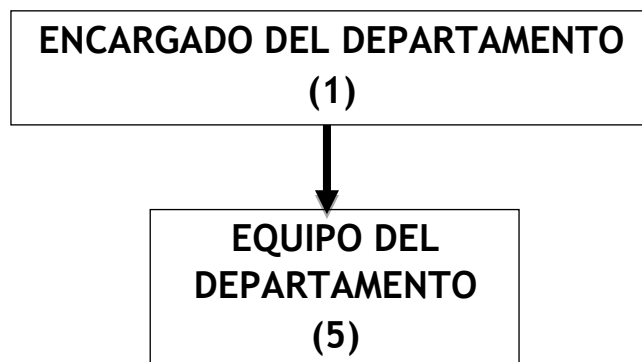 ENCARGADO DEL DEPARTAMENTO
(1)
EQUIPO DEL
DEPARTAMENTO
(5)